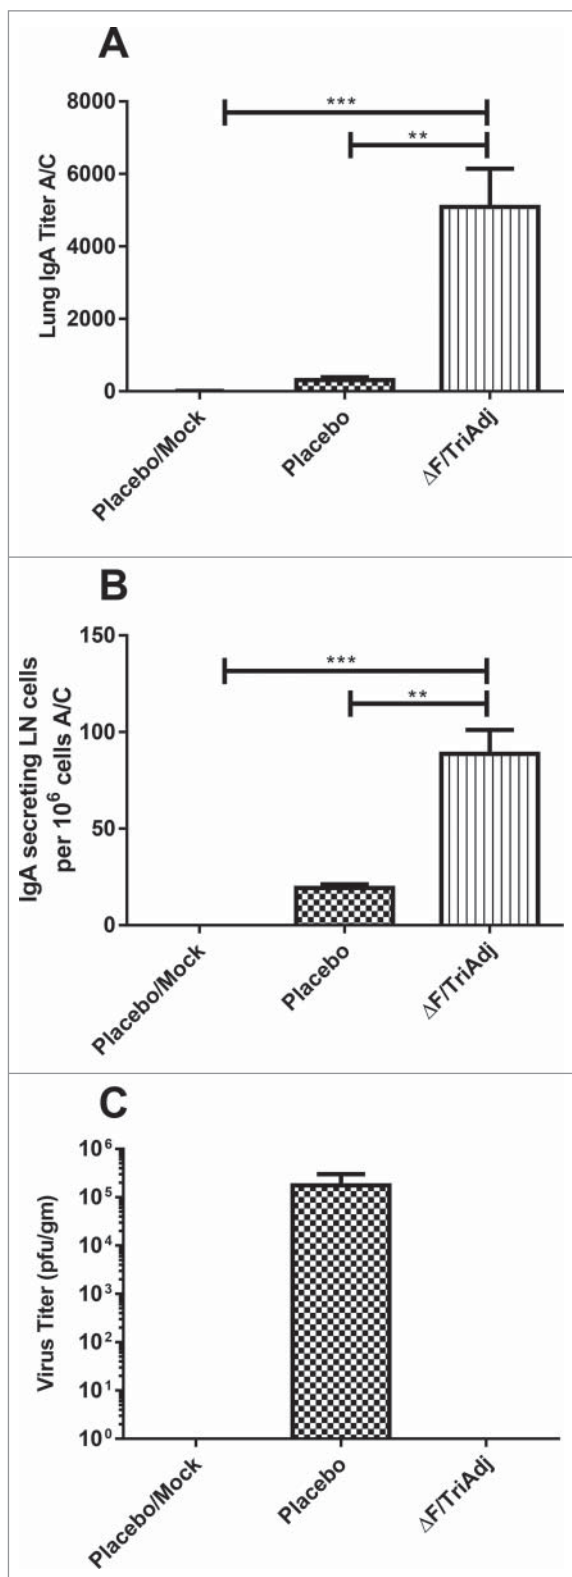 A
Lung IgA Titer A/C
8000
6000
4000
2000
0
***
**
Placebo/Mock
Placebo
ΔF/TriAdj
B
IgA secreting LN cells
per 10⁶ cells A/C
150
100
50
0
***
**
Placebo/Mock
Placebo
ΔF/TriAdj
C
Virus Titer (pfu/gm)
10⁶
10⁵
10⁴
10³
10²
10¹
10⁰
Placebo/Mock
Placebo
ΔF/TriAdj